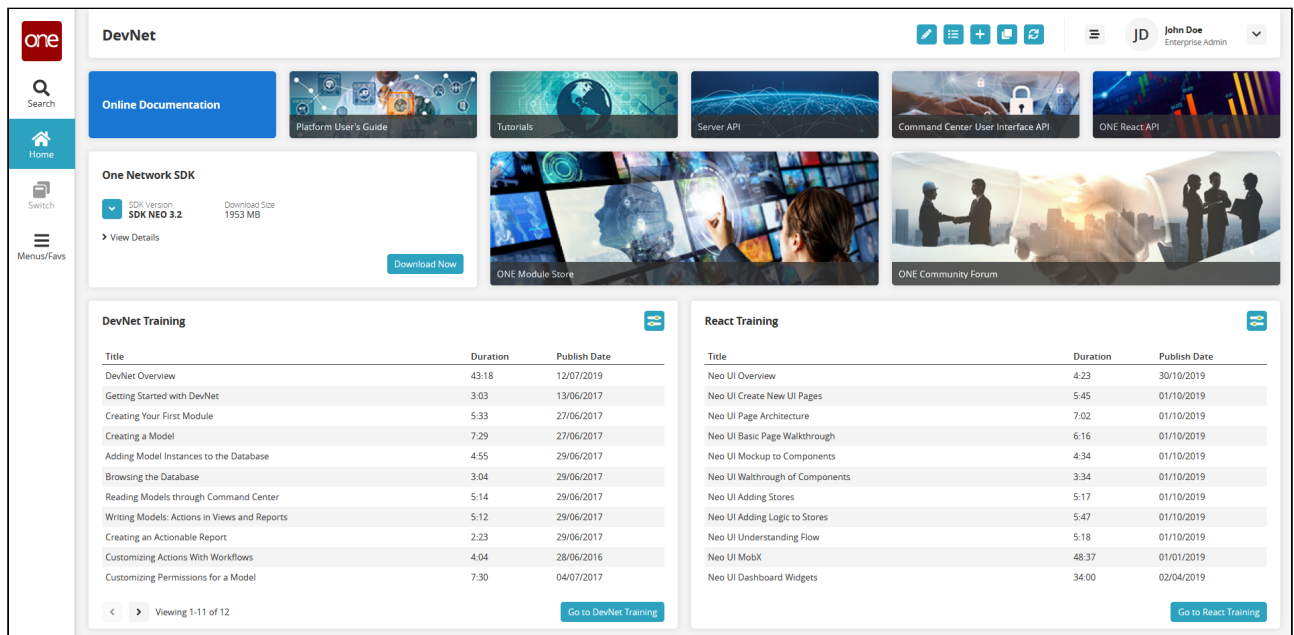 one
DevNet
JD
John Doe
Enterprise Admin
Search
Home
Switch
Menus/Favs
Online Documentation
Platform User's Guide
Tutorials
Server API
Command Center User Interface API
ONE React API
One Network SDK
SDK Version
SDK NEO 3.2
Download Size
1953 MB
View Details
Download Now
ONE Module Store
ONE Community Forum
DevNet Training
Title Duration Publish Date
DevNet Overview 43:18 12/07/2019
Getting Started with DevNet 3:03 13/06/2017
Creating Your First Module 5:33 27/06/2017
Creating a Model 7:29 27/06/2017
Adding Model Instances to the Database 4:55 29/06/2017
Browsing the Database 3:04 29/06/2017
Reading Models through Command Center 5:14 29/06/2017
Writing Models: Actions in Views and Reports 5:12 29/06/2017
Creating an Actionable Report 2:23 29/06/2017
Customizing Actions With Workflows 4:04 28/06/2016
Customizing Permissions for a Model 7:30 04/07/2017
Viewing 1-11 of 12
Go to DevNet Training
React Training
Title Duration Publish Date
Neo UI Overview 4:23 30/10/2019
Neo UI Create New UI Pages 5:45 01/10/2019
Neo UI Page Architecture 7:02 01/10/2019
Neo UI Basic Page Walkthrough 6:16 01/10/2019
Neo UI Mockup to Components 4:34 01/10/2019
Neo UI Walthrough of Components 3:34 01/10/2019
Neo UI Adding Stores 5:17 01/10/2019
Neo UI Adding Logic to Stores 5:47 01/10/2019
Neo UI Understanding Flow 5:18 01/10/2019
Neo UI MobX 48:37 01/01/2019
Neo UI Dashboard Widgets 34:00 02/04/2019
Go to React Training